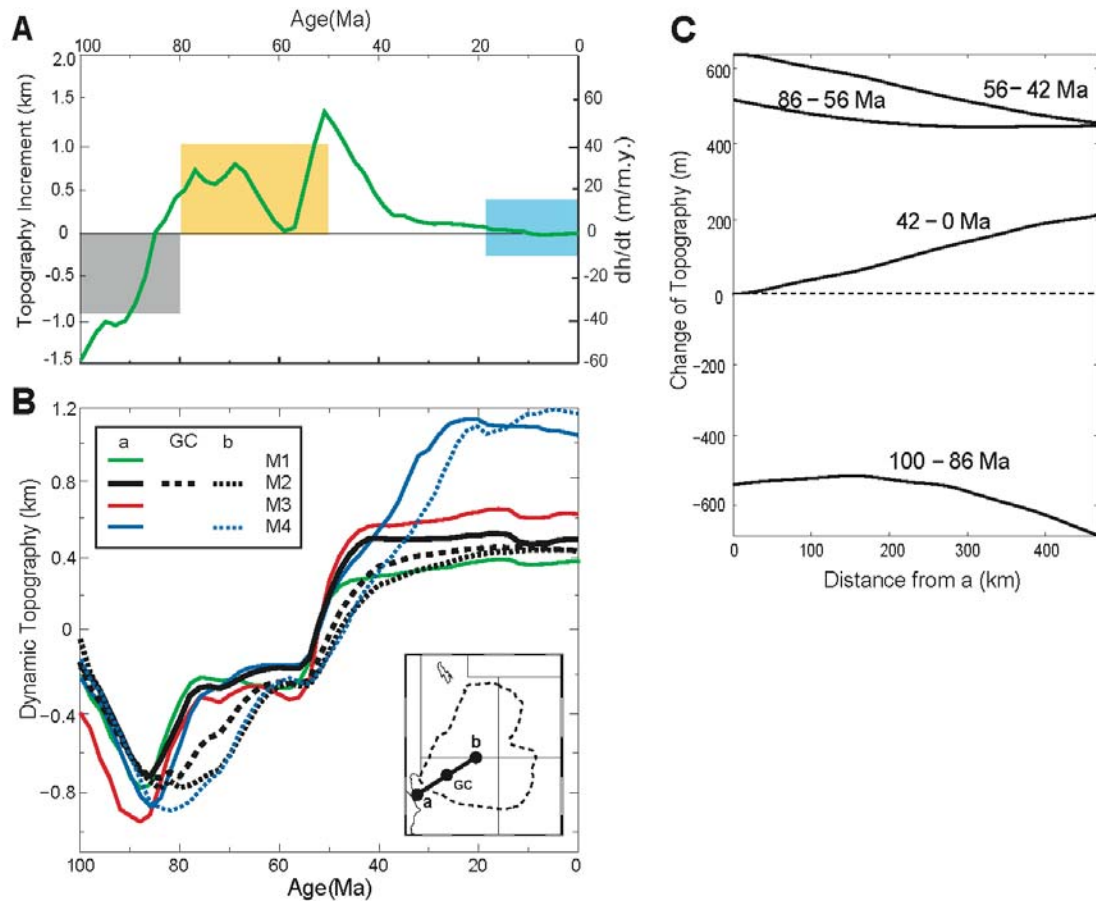 A
Age(Ma)
100 80 60 40 20 0
Topography Increment (km)
2.0
1.5
1.0
0.5
0
-0.5
-1.0
-1.5
dh/dt (m/m.y.)
60
40
20
0
-20
-40
-60
B
1.2
0.8
0.4
0
-0.4
-0.8
Dynamic Topography (km)
a GC b
M1
M2
M3
M4
a
GC
b
100 80 60 40 20 0
Age(Ma)
C
600
400
200
0
-200
-400
-600
Change of Topography (m)
56–42 Ma
86–56 Ma
42–0 Ma
100–86 Ma
0 100 200 300 400
Distance from a (km)